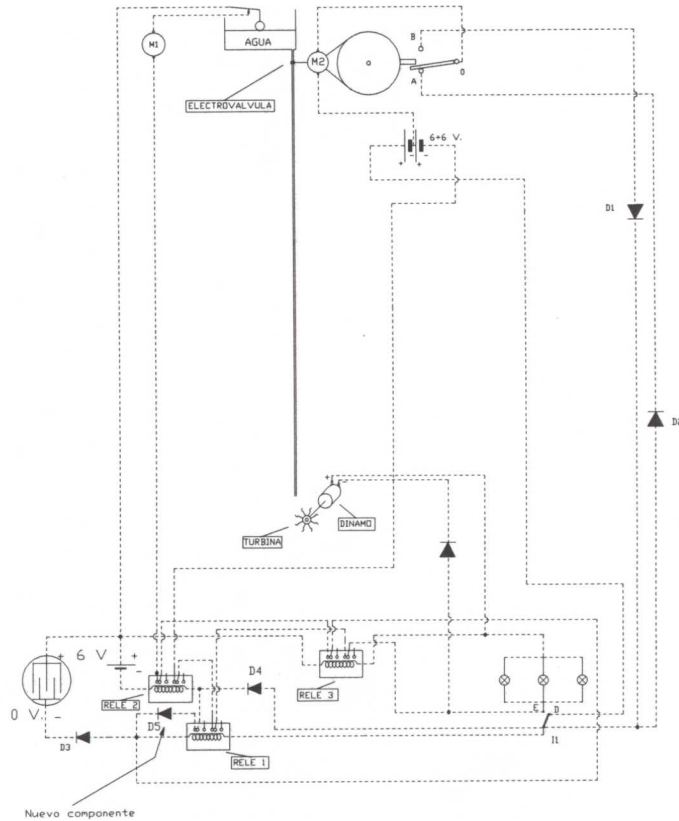 M1
AGUA
M2
B
A
O
ELECTROVALVULA
6+6 V.
+
-
-
+
D1
D2
+
-
TURBINA
DINAMO
6 V
+
-
+
0 V.
-
D4
RELE 3
RELE 2
D5
D3
RELE 1
E
D
I1
Nuevo componente